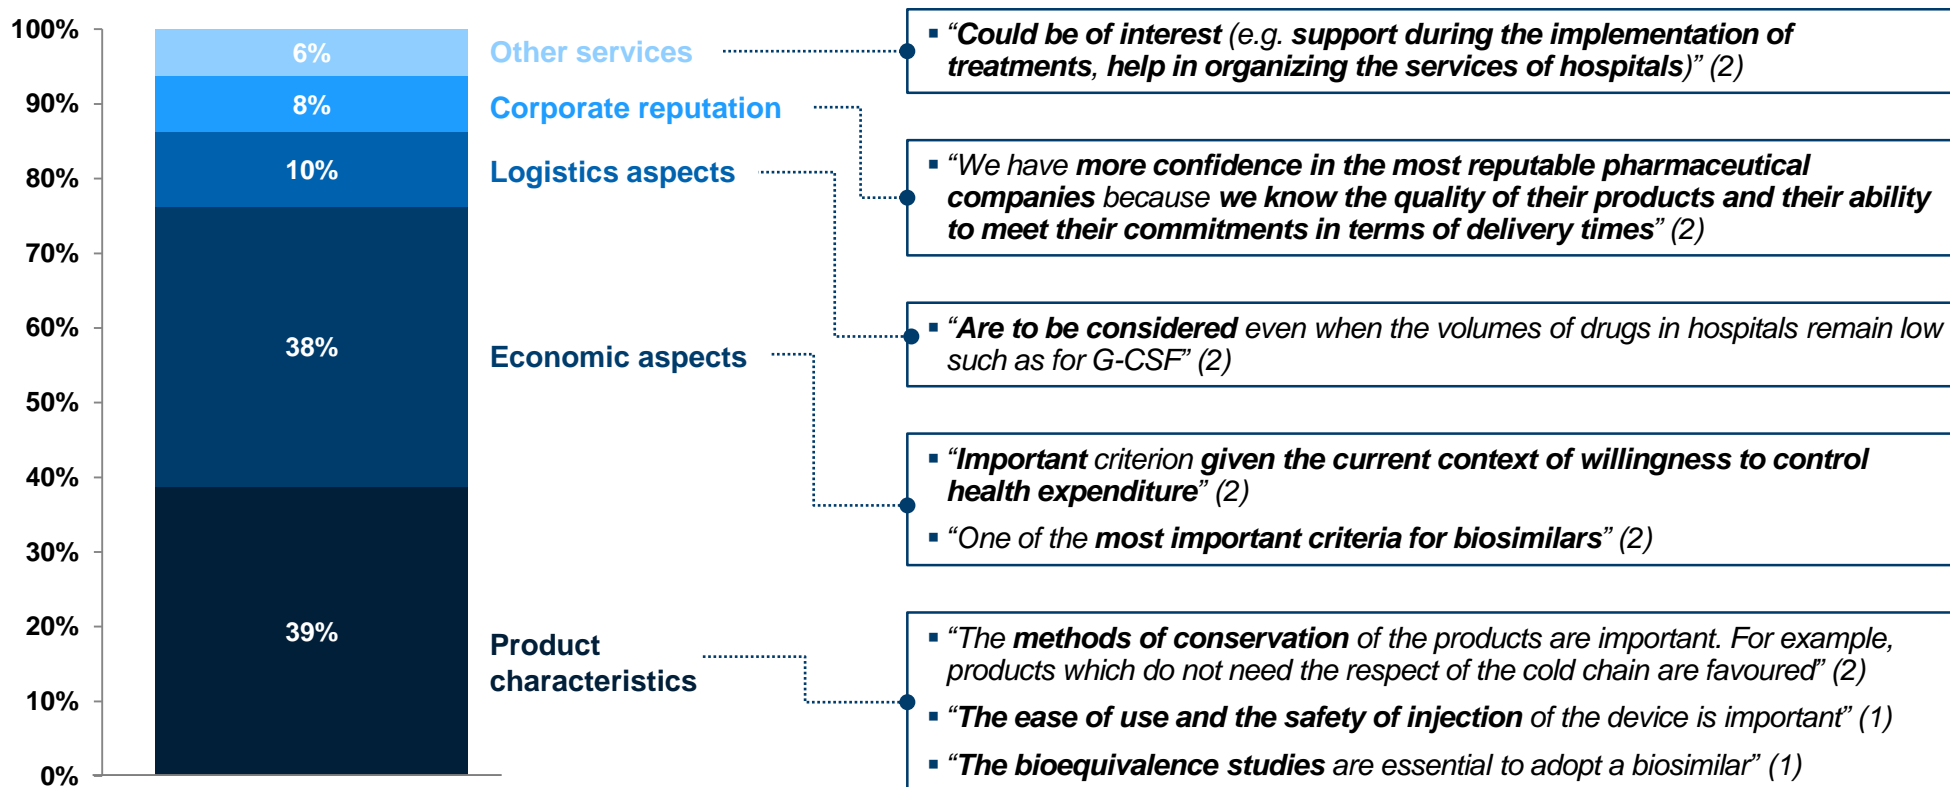 100%
90%
80%
70%
60%
50%
40%
30%
20%
10%
0%
6%
8%
10%
38%
39%
Other services
Corporate reputation
Logistics aspects
Economic aspects
Product
characteristics
▪ “Could be of interest (e.g. support during the implementation of
treatments, help in organizing the services of hospitals)” (2)
▪ “We have more confidence in the most reputable pharmaceutical
companies because we know the quality of their products and their ability
to meet their commitments in terms of delivery times” (2)
▪ “Are to be considered even when the volumes of drugs in hospitals remain low
such as for G-CSF” (2)
▪ “Important criterion given the current context of willingness to control
health expenditure” (2)
▪ “One of the most important criteria for biosimilars” (2)
▪ “The methods of conservation of the products are important. For example,
products which do not need the respect of the cold chain are favoured” (2)
▪ “The ease of use and the safety of injection of the device is important” (1)
▪ “The bioequivalence studies are essential to adopt a biosimilar” (1)